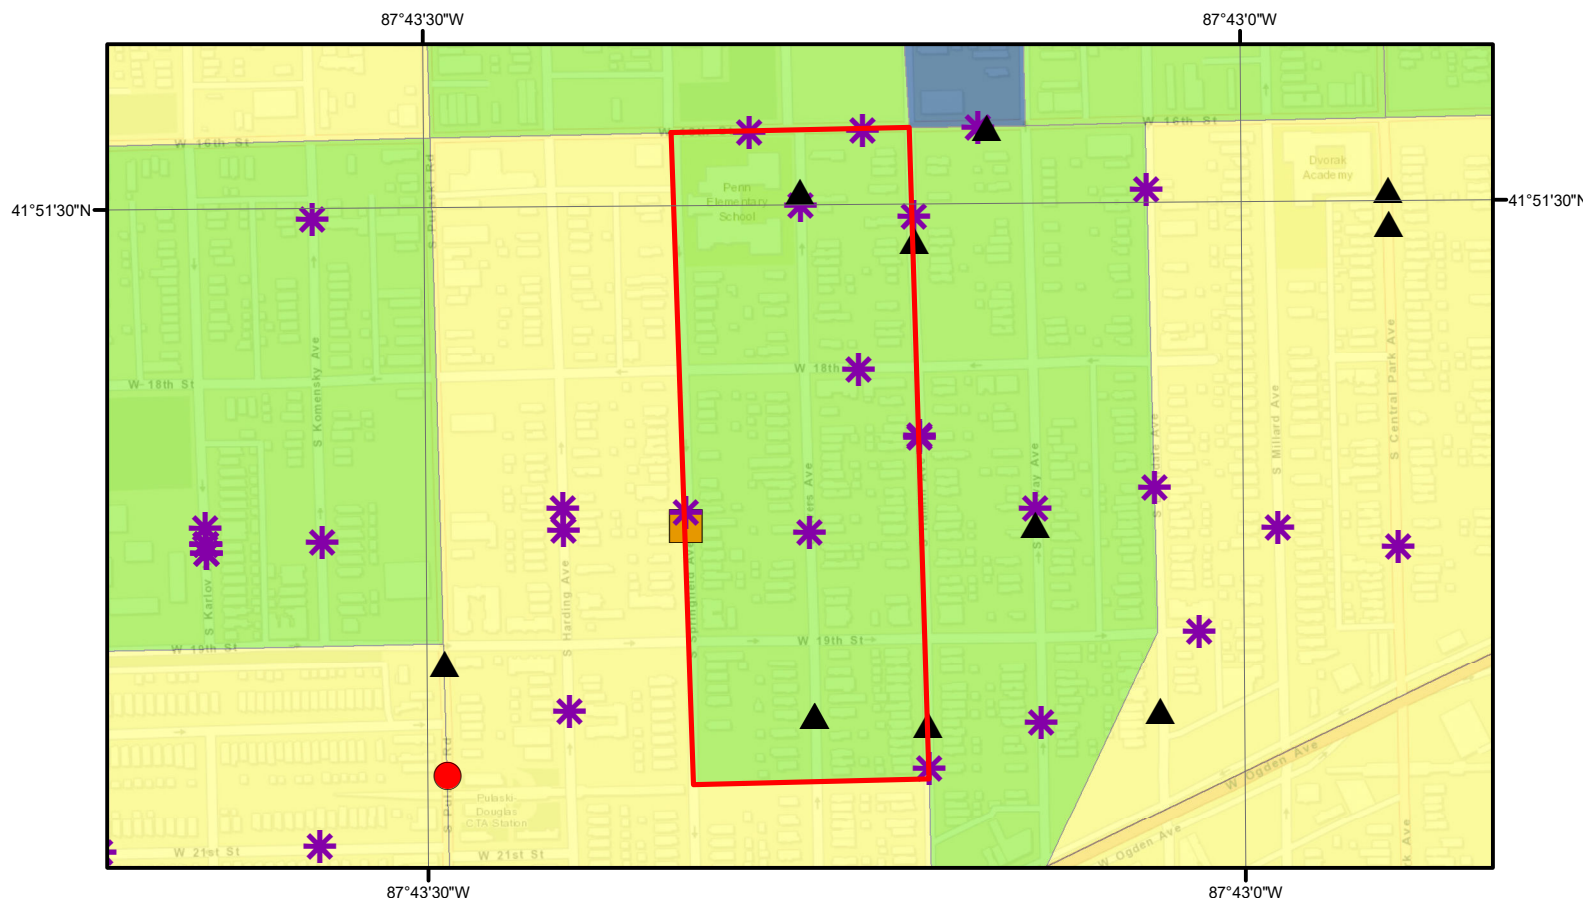 87°43'30"W
87°43'0"W
W 16th St
W 16th St
Dvorak
Academy
Penn
Elementary
School
41°51'30"N
41°51'30"N
S Pulaski Rd
W 18th St
W 18th
S Komensky Ave
S Millard Ave
S Central Park Ave
S Karlov
S Harding Ave
S Springfield Ave
W 19th St
W 19th St
W Ogden Ave
W Ogden Ave
Pulaski
Douglas
CTA Station
W 21st St
W 21st St
87°43'30"W
87°43'0"W